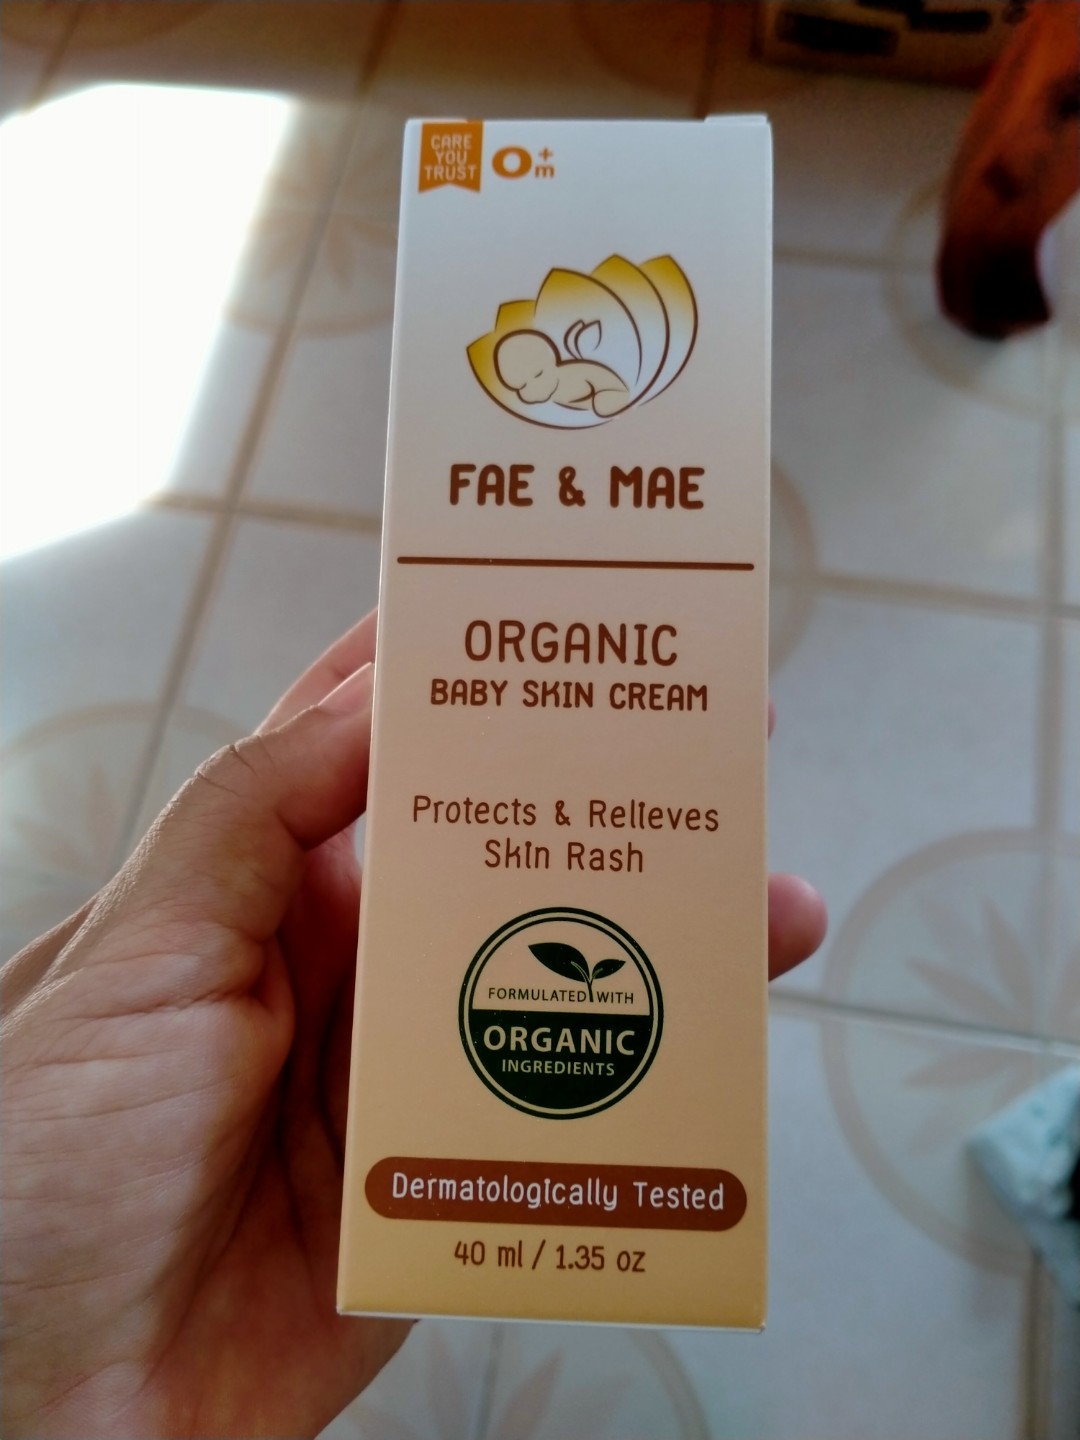 CARE
YOU
TRUST
0+m
FAE & MAE
ORGANIC
BABY SKIN CREAM
Protects & Relieves
Skin Rash
FORMULATED WITH
ORGANIC
INGREDIENTS
Dermatologically Tested
40 ml / 1.35 oz